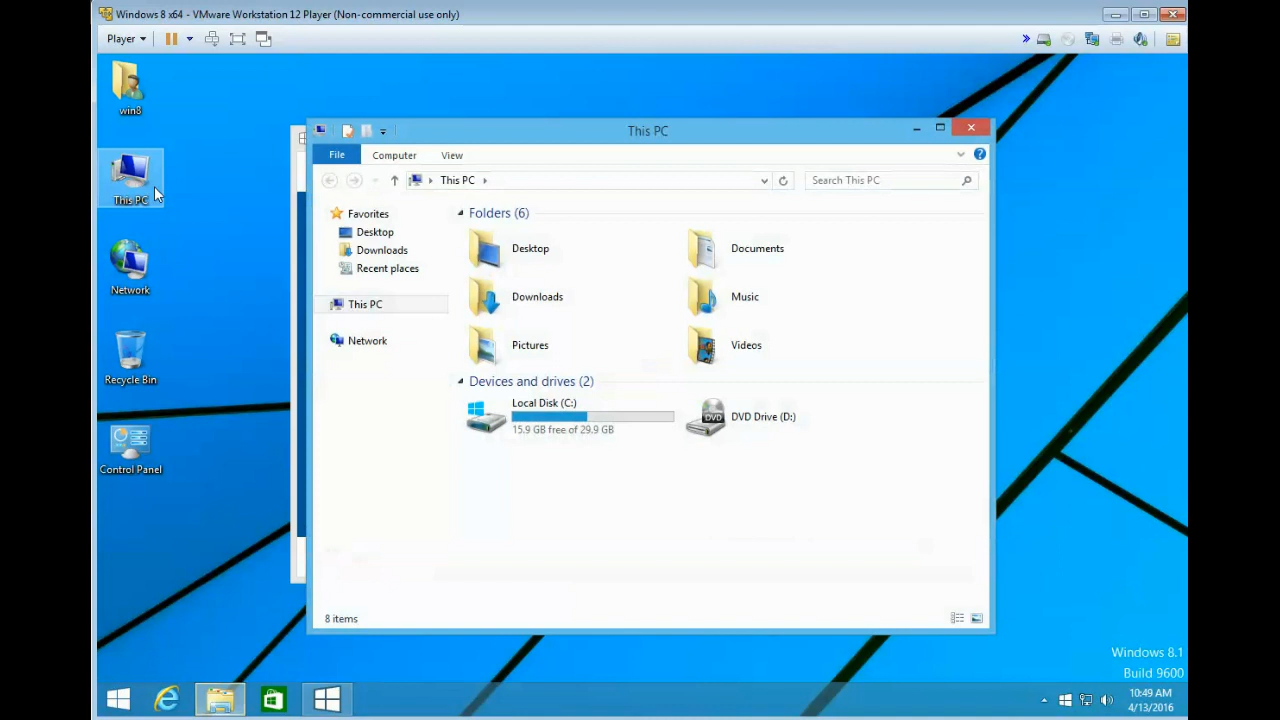 Windows 8 x64 - VMware Workstation 12 Player (Non-commercial use only)
Player
win8
This PC
Network
Recycle Bin
Control Panel
This PC
File
Computer
View
This PC
Search This PC
Favorites
Desktop
Downloads
Recent places
This PC
Network
Folders (6)
Desktop
Documents
Downloads
Music
Pictures
Videos
Devices and drives (2)
Local Disk (C:)
15.9 GB free of 29.9 GB
DVD
DVD Drive (D:)
8 items
Windows 8.1
Build 9600
10:49 AM
4/13/2016